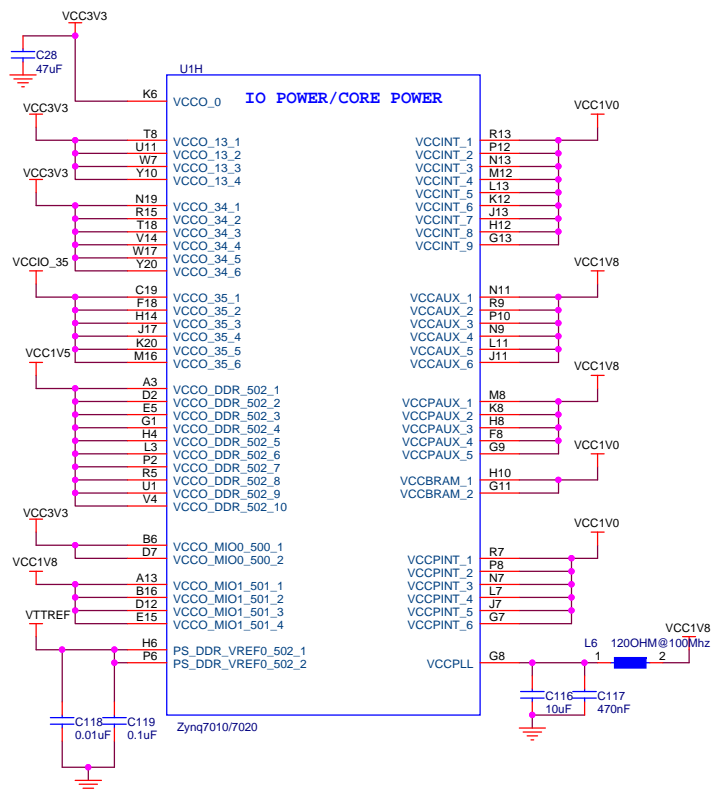 VCC3V3
C28
47uF
U1H
IO POWER/CORE POWER
K6 VCCO_0
VCC3V3
T8 VCCO_13_1
U11 VCCO_13_2
W7 VCCO_13_3
Y10 VCCO_13_4
VCC3V3
N19 VCCO_34_1
R15 VCCO_34_2
T18 VCCO_34_3
V14 VCCO_34_4
W17 VCCO_34_5
Y20 VCCO_34_6
VCCIO_35
C19 VCCO_35_1
F18 VCCO_35_2
H14 VCCO_35_3
J17 VCCO_35_4
K20 VCCO_35_5
M16 VCCO_35_6
VCC1V5
A3 VCCO_DDR_502_1
D2 VCCO_DDR_502_2
E5 VCCO_DDR_502_3
G1 VCCO_DDR_502_4
H4 VCCO_DDR_502_5
L3 VCCO_DDR_502_6
P2 VCCO_DDR_502_7
R5 VCCO_DDR_502_8
U1 VCCO_DDR_502_9
V4 VCCO_DDR_502_10
VCC3V3
B6 VCCO_MIO0_500_1
D7 VCCO_MIO0_500_2
VCC1V8
A13 VCCO_MIO1_501_1
B16 VCCO_MIO1_501_2
D12 VCCO_MIO1_501_3
E15 VCCO_MIO1_501_4
VTTREF
H6 PS_DDR_VREF0_502_1
P6 PS_DDR_VREF0_502_2
C118
0.01uF
C119
0.1uF
Zynq7010/7020
VCC1V0
VCCINT_1 R13
VCCINT_2 P12
VCCINT_3 N13
VCCINT_4 M12
VCCINT_5 L13
VCCINT_6 K12
VCCINT_7 J13
VCCINT_8 H12
VCCINT_9 G13
VCC1V8
VCCAUX_1 N11
VCCAUX_2 R9
VCCAUX_3 P10
VCCAUX_4 N9
VCCAUX_5 L11
VCCAUX_6 J11
VCC1V8
VCCPAUX_1 M8
VCCPAUX_2 K8
VCCPAUX_3 H8
VCCPAUX_4 F8
VCCPAUX_5 G9
VCC1V0
VCCBRAM_1 H10
VCCBRAM_2 G11
VCC1V0
VCCPINT_1 R7
VCCPINT_2 P8
VCCPINT_3 N7
VCCPINT_4 L7
VCCPINT_5 J7
VCCPINT_6 G7
VCC1V8
L6 120OHM@100Mhz
VCCPLL G8 1 2
C116
10uF
C117
470nF